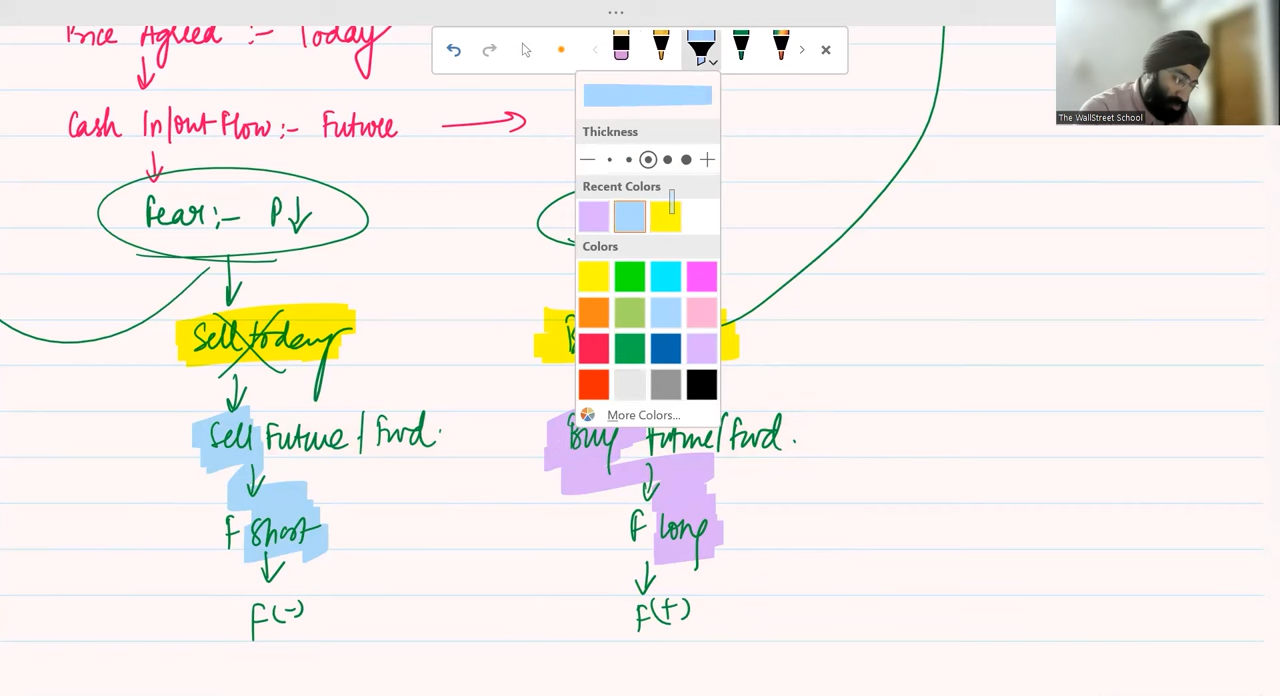 Price Agreed :- Today
Cash In/out Flow :- Future
Fear :- P↓
Sell today
Sell Future / Fwd.
F Short
F(-)
B
Buy Future/Fwd.
F long
F(+)
Thickness
Recent Colors
Colors
More Colors...
The WallStreet School